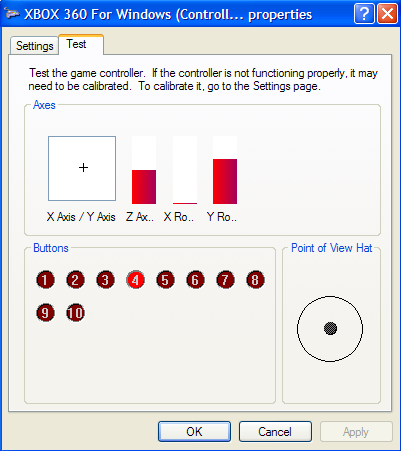 XBOX 360 For Windows (Controll... properties
Settings
Test
Test the game controller. If the controller is not functioning properly, it may
need to be calibrated. To calibrate it, go to the Settings page.
Axes
X Axis / Y Axis
Z Ax..
X Ro..
Y Ro..
Buttons
Point of View Hat
1 2 3 4 5 6 7 8
9 10
OK
Cancel
Apply